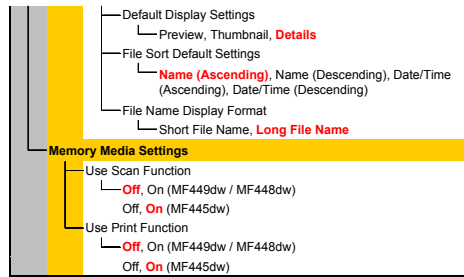 Default Display Settings
Preview, Thumbnail, Details
File Sort Default Settings
Name (Ascending), Name (Descending), Date/Time
(Ascending), Date/Time (Descending)
File Name Display Format
Short File Name, Long File Name
Memory Media Settings
Use Scan Function
Off, On (MF449dw / MF448dw)
Off, On (MF445dw)
Use Print Function
Off, On (MF449dw / MF448dw)
Off, On (MF445dw)